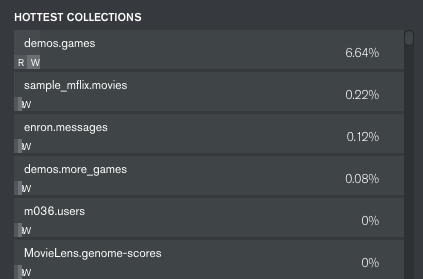 HOTTEST COLLECTIONS
demos.games
6.64%
R W
sample_mflix.movies
0.22%
W
enron.messages
0.12%
W
demos.more_games
0.08%
W
m036.users
0%
W
MovieLens.genome-scores
0%
W